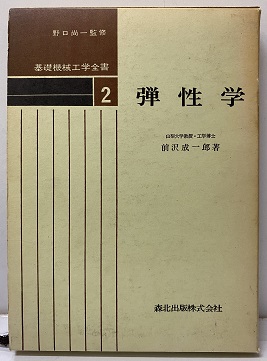 野口尚一監修
基礎機械工学全書
2
弾性学
山梨大学教授・工学博士
前沢成一郎著
森北出版株式会社